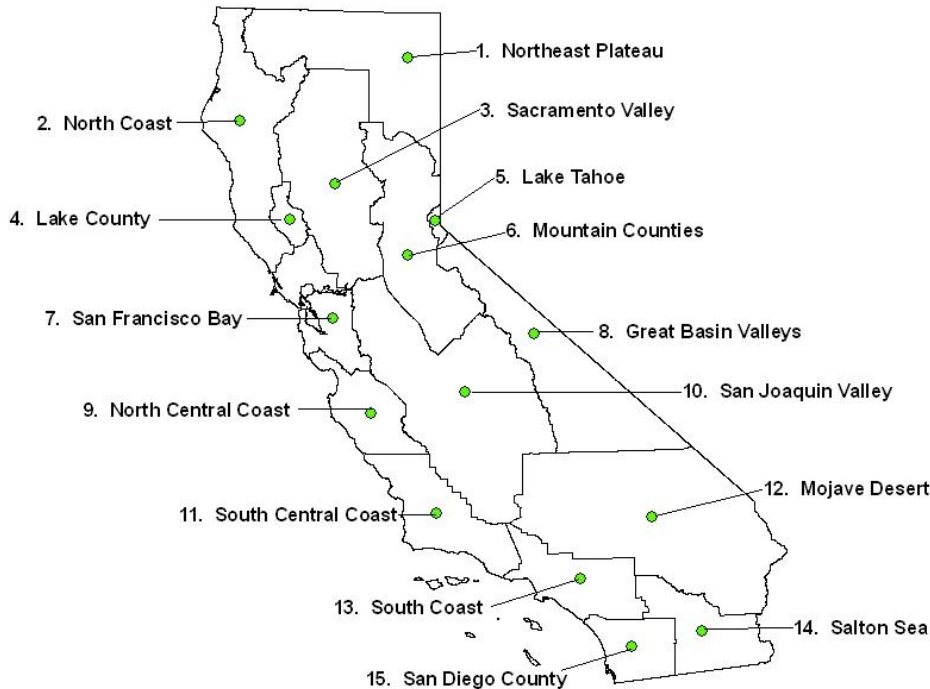 1. Northeast Plateau
2. North Coast
3. Sacramento Valley
4. Lake County
5. Lake Tahoe
6. Mountain Counties
7. San Francisco Bay
8. Great Basin Valleys
9. North Central Coast
10. San Joaquin Valley
11. South Central Coast
12. Mojave Desert
13. South Coast
14. Salton Sea
15. San Diego County